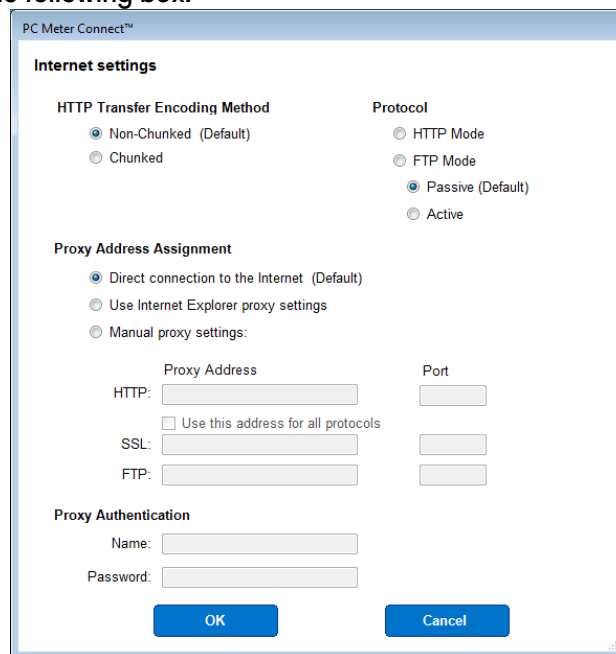 following box.
PC Meter Connect™
Internet settings
HTTP Transfer Encoding Method
Non-Chunked (Default)
Chunked
Protocol
HTTP Mode
FTP Mode
Passive (Default)
Active
Proxy Address Assignment
Direct connection to the Internet (Default)
Use Internet Explorer proxy settings
Manual proxy settings:
Proxy Address Port
HTTP:
Use this address for all protocols
SSL:
FTP:
Proxy Authentication
Name:
Password:
OK Cancel